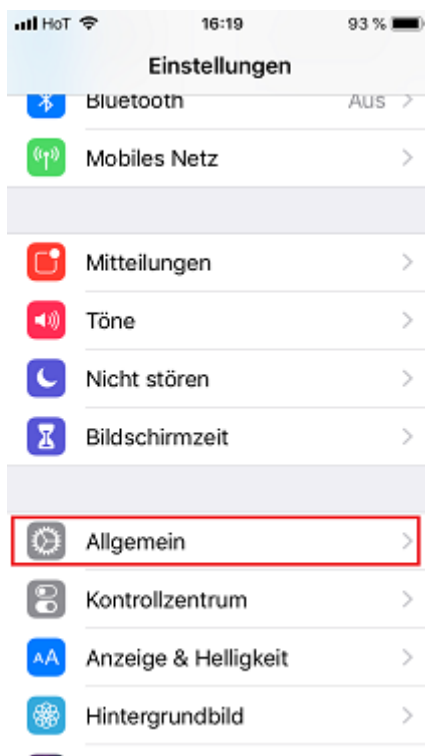 HoT 16:19 93 %
Einstellungen
Bluetooth Aus
Mobiles Netz
Mitteilungen
Töne
Nicht stören
Bildschirmzeit
Allgemein
Kontrollzentrum
AA Anzeige & Helligkeit
Hintergrundbild